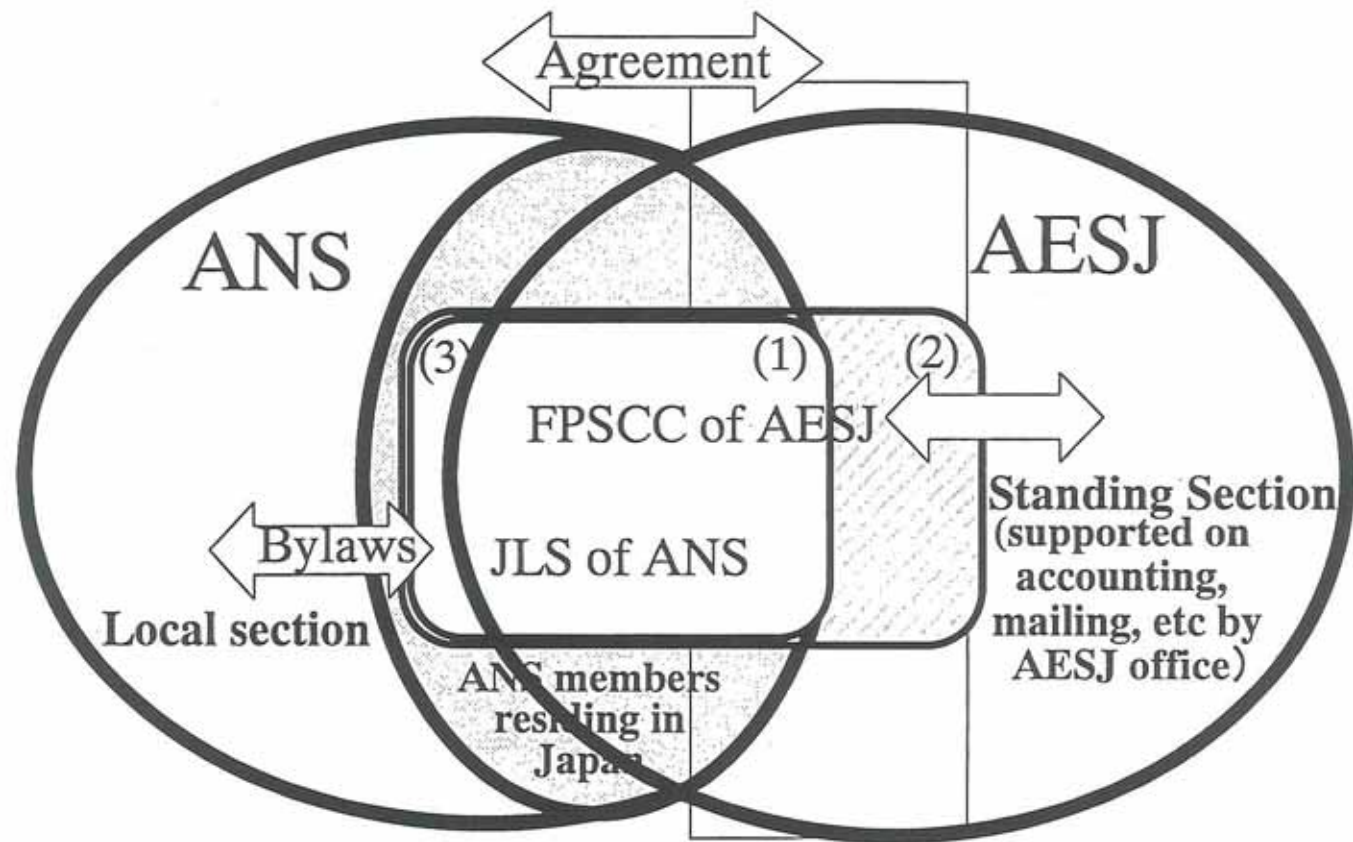 Agreement
ANS
AESJ
(3)
(1)
(2)
FPSCC of AESJ
Bylaws
JLS of ANS
Local section
Standing Section
(supported on
accounting,
mailing, etc by
AESJ office)
ANS members
residing in
Japan